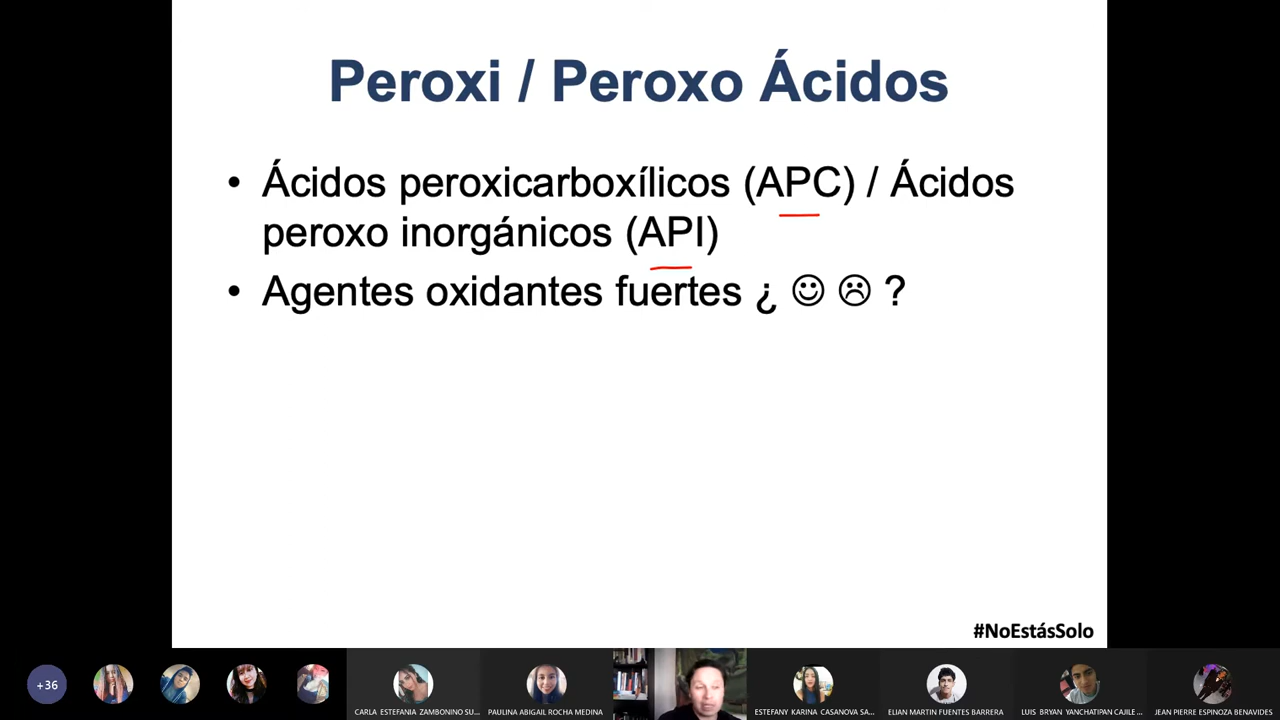 Peroxi / Peroxo Ácidos
• Ácidos peroxicarboxílicos (APC) / Ácidos
peroxo inorgánicos (API)
• Agentes oxidantes fuertes ¿ ☺ ☹ ?
#NoEstásSolo
+36
CARLA ESTEFANIA ZAMBONINO SU...
PAULINA ABIGAIL ROCHA MEDINA
ESTEFANY KARINA CASANOVA SA...
ELIAN MARTIN FUENTES BARRERA
LUIS BRYAN YANCHATIPAN CAJILE ...
JEAN PIERRE ESPINOZA BENAVIDES